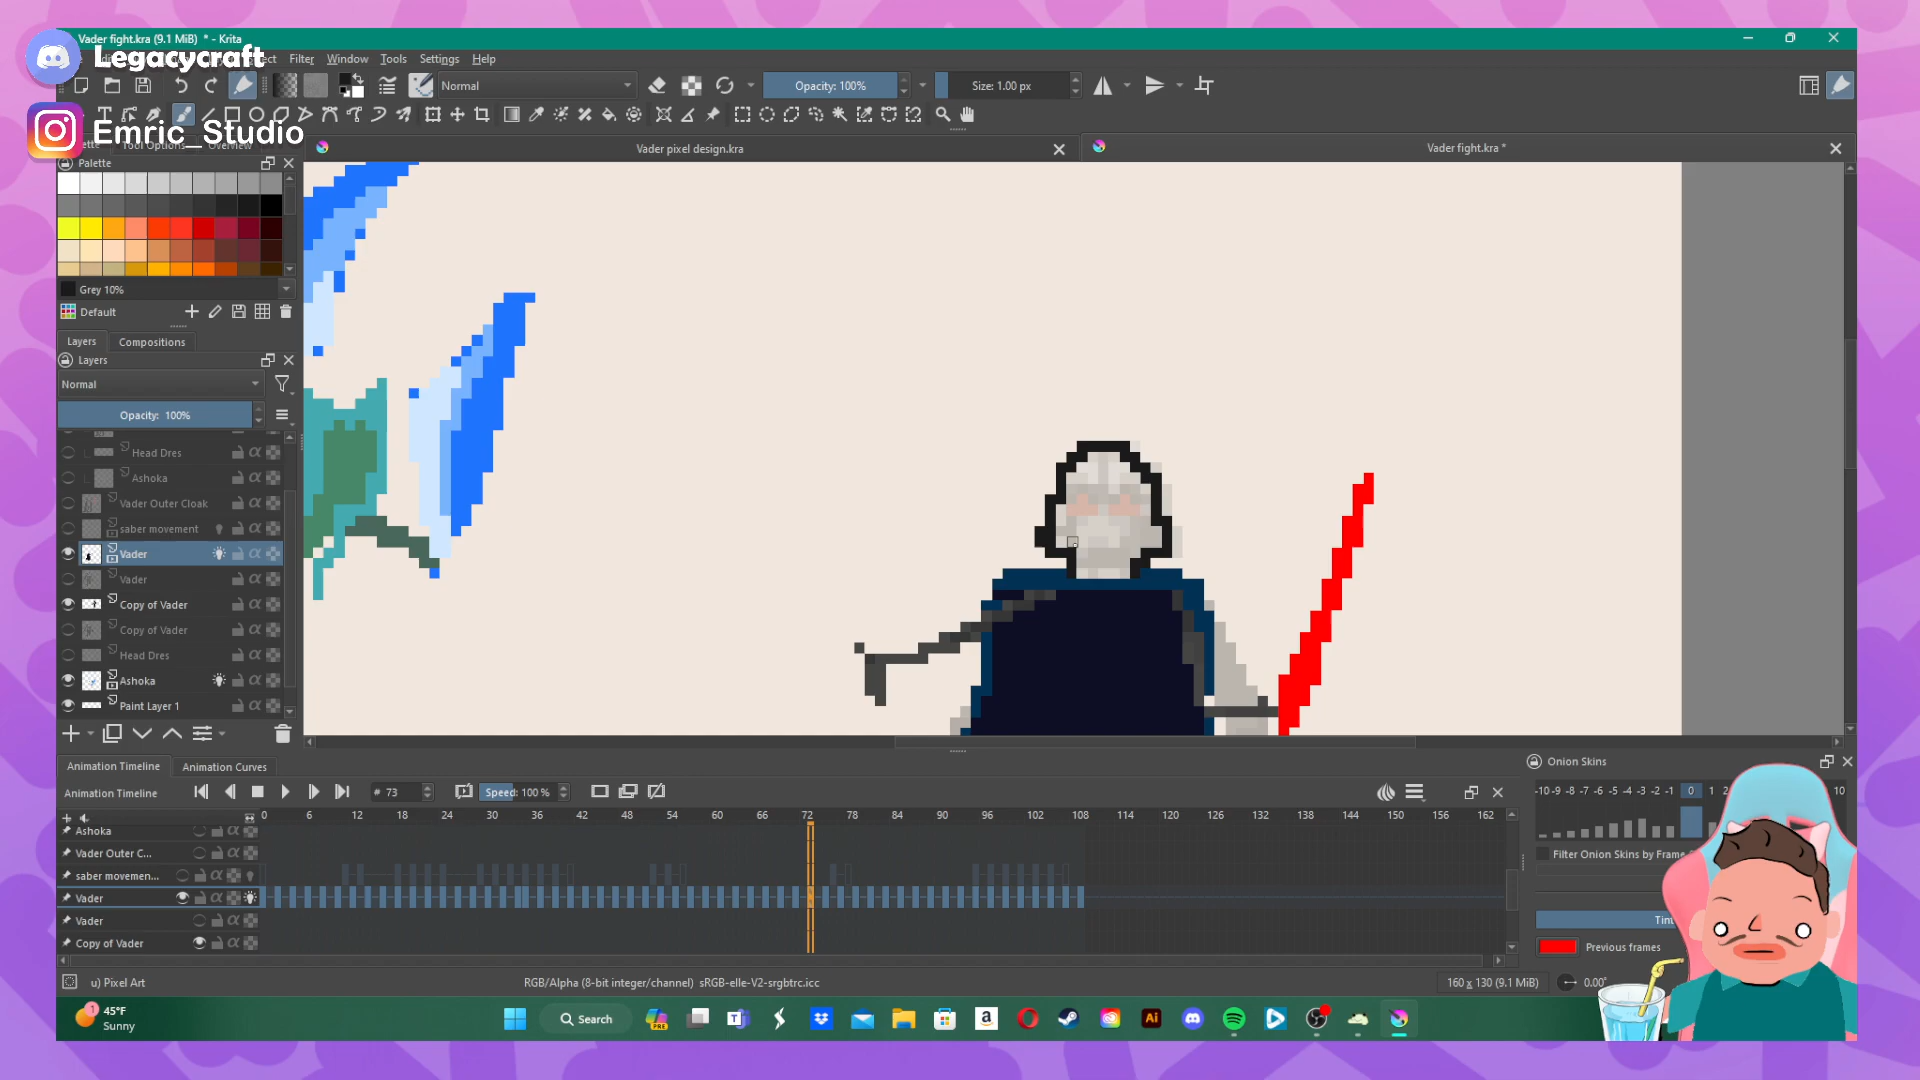 Vader fight.kra (9.1 MiB) * - Krita
Legacycraft
Filter Window Tools Settings Help
Normal
Opacity: 100%
Size: 1.00 px
Emric_Studio
Tool Options
Overview
Vader pixel design.kra
Vader fight.kra *
Palette
Grey 10%
Default
Layers
Compositions
Layers
Normal
Opacity: 100%
Head Dres
Ashoka
Vader Outer Cloak
saber movement
Vader
Vader
Copy of Vader
Copy of Vader
Head Dres
Ashoka
Paint Layer 1
Animation Timeline
Animation Curves
Onion Skins
Animation Timeline
# 73
Speed: 100 %
-10 -9 -8 -7 -6 -5 -4 -3 -2 -1 0 1 2 10
0 6 12 18 24 30 36 42 48 54 60 66 72 78 84 90 96 102 108 114 120 126 132 138 144 150 156 162
Ashoka
Vader Outer C...
Filter Onion Skins by Frame
saber movemen...
Vader
Vader
Tint
Copy of Vader
Previous frames
u) Pixel Art
RGB/Alpha (8-bit integer/channel) sRGB-elle-V2-srgbtrc.icc
160 x 130 (9.1 MiB)
0.00°
1
45°F
Sunny
Search
PRE
Ai